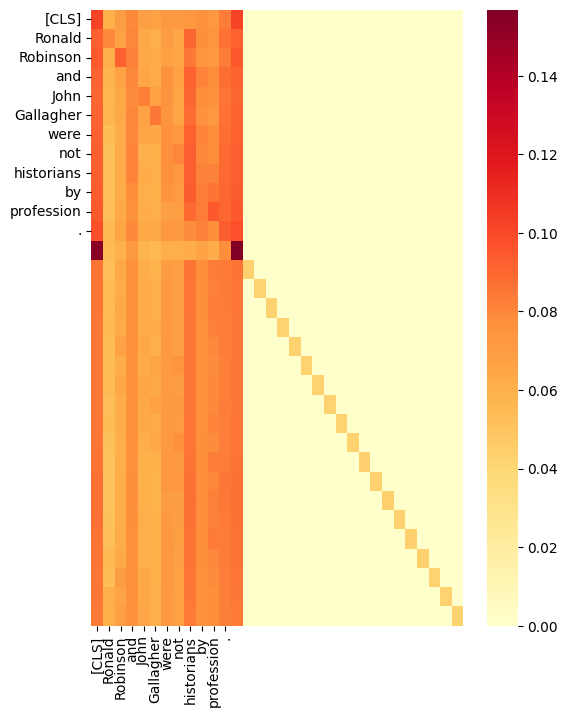 [CLS]
Ronald
Robinson
and
John
Gallagher
were
not
historians
by
profession
.
0.14
0.12
0.10
0.08
0.06
0.04
0.02
0.00
[CLS]
Ronald
Robinson
and
John
Gallagher
were
not
historians
by
profession
.